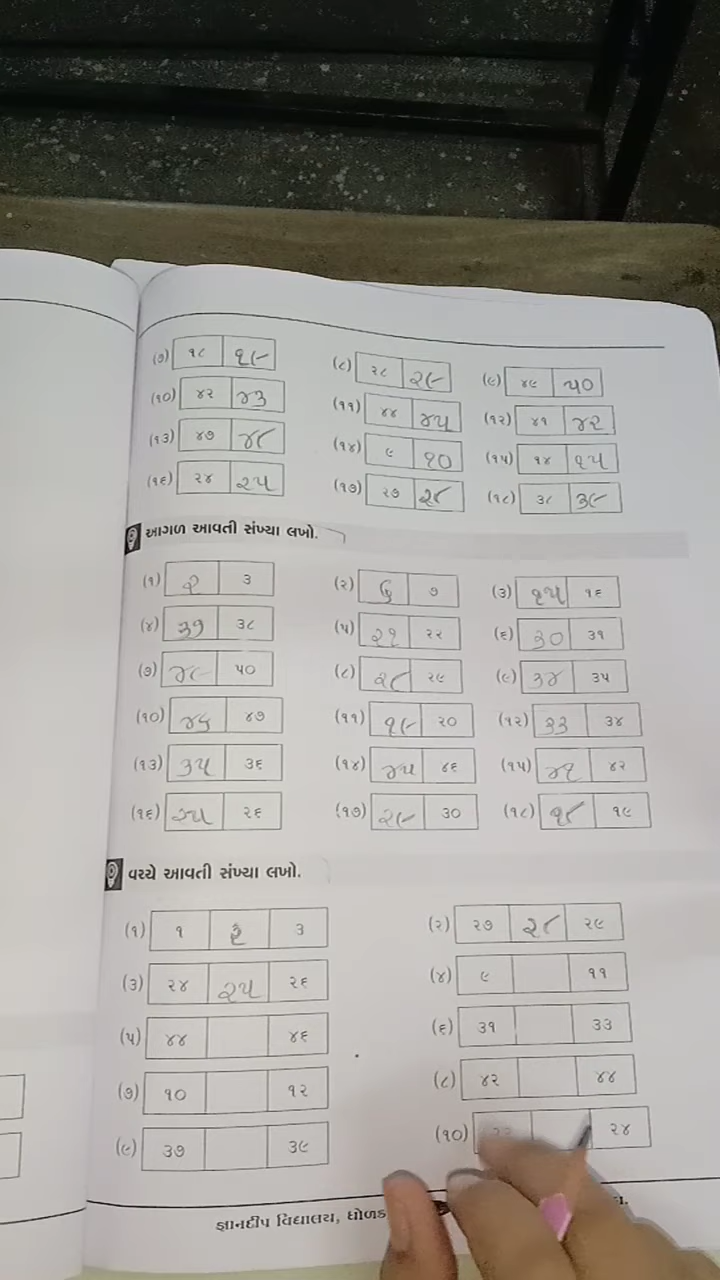 (૭) ૧૮ ૧૯ (૮) ૨૮ ૨૯ (૯) ૪૯ ૫૦
(૧૦) ૪૨ ૪૩ (૧૧) ૪૪ ૪૫ (૧૨) ૪૧ ૪૨
(૧૩) ૪૭ ૪૮ (૧૪) ૯ ૧૦ (૧૫) ૧૪ ૧૫
(૧૬) ૨૪ ૨૫ (૧૭) ૨૭ ૨૮ (૧૮) ૩૮ ૩૯
આગળ આવતી સંખ્યા લખો.
(૧) ૨ ૩ (૨) ૬ ૭ (૩) ૧૫ ૧૬
(૪) ૩૭ ૩૮ (૫) ૨૧ ૨૨ (૬) ૩૦ ૩૧
(૭) ૪૯ ૫૦ (૮) ૨૮ ૨૯ (૯) ૩૪ ૩૫
(૧૦) ૪૬ ૪૭ (૧૧) ૧૯ ૨૦ (૧૨) ૩૩ ૩૪
(૧૩) ૩૫ ૩૬ (૧૪) ૪૫ ૪૬ (૧૫) ૪૧ ૪૨
(૧૬) ૨૫ ૨૬ (૧૭) ૨૯ ૩૦ (૧૮) ૧૮ ૧૯
વચ્ચે આવતી સંખ્યા લખો.
(૧) ૧ ૨ ૩ (૨) ૨૭ ૨૮ ૨૯
(૩) ૨૪ ૨૫ ૨૬ (૪) ૯ ૧૧
(૫) ૪૪ ૪૬ (૬) ૩૧ ૩૩
(૭) ૧૦ ૧૨ (૮) ૪૨ ૪૪
(૯) ૩૭ ૩૯ (૧૦) ૨૪
જ્ઞાનદીપ વિદ્યાલય,